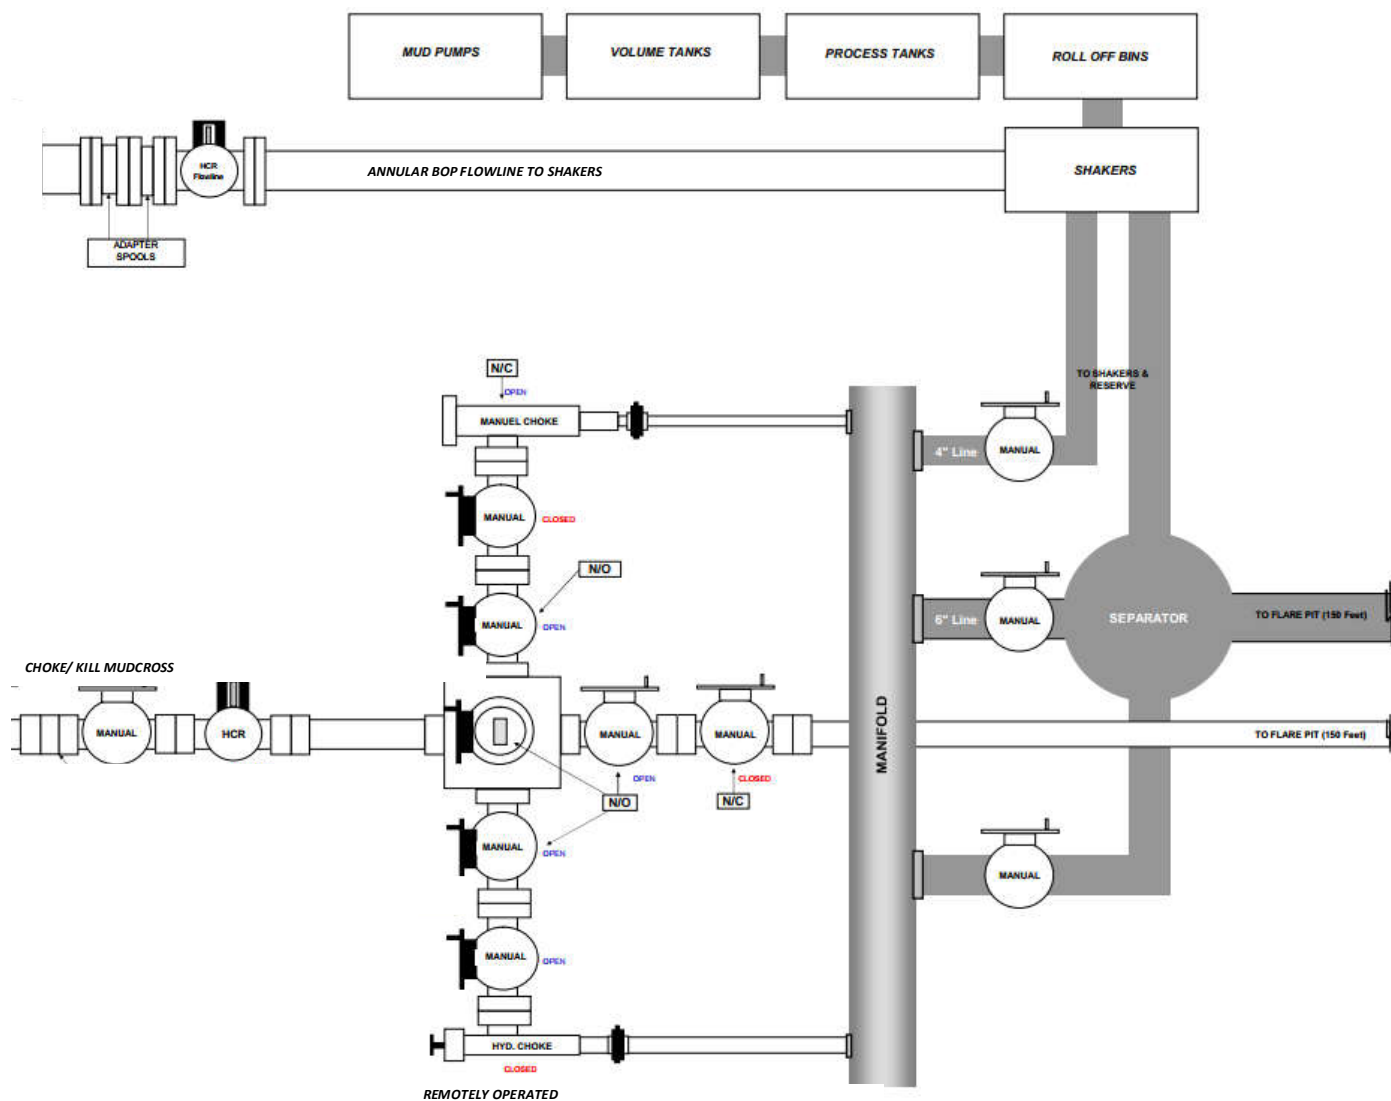 MUD PUMPS
VOLUME TANKS
PROCESS TANKS
ROLL OFF BINS
HCR
Flowline
ANNULAR BOP FLOWLINE TO SHAKERS
SHAKERS
ADAPTER
SPOOLS
N/C
OPEN
TO SHAKERS &
RESERVE
MANUEL CHOKE
4" Line
MANUAL
MANUAL
CLOSED
N/O
MANUAL
OPEN
6" Line
MANUAL
SEPARATOR
TO FLARE PIT (150 Feet)
CHOKE/ KILL MUDCROSS
MANUAL
HCR
MANUAL
MANUAL
MANIFOLD
TO FLARE PIT (150 Feet)
OPEN
CLOSED
N/O
N/C
MANUAL
OPEN
MANUAL
MANUAL
OPEN
HYD. CHOKE
CLOSED
REMOTELY OPERATED